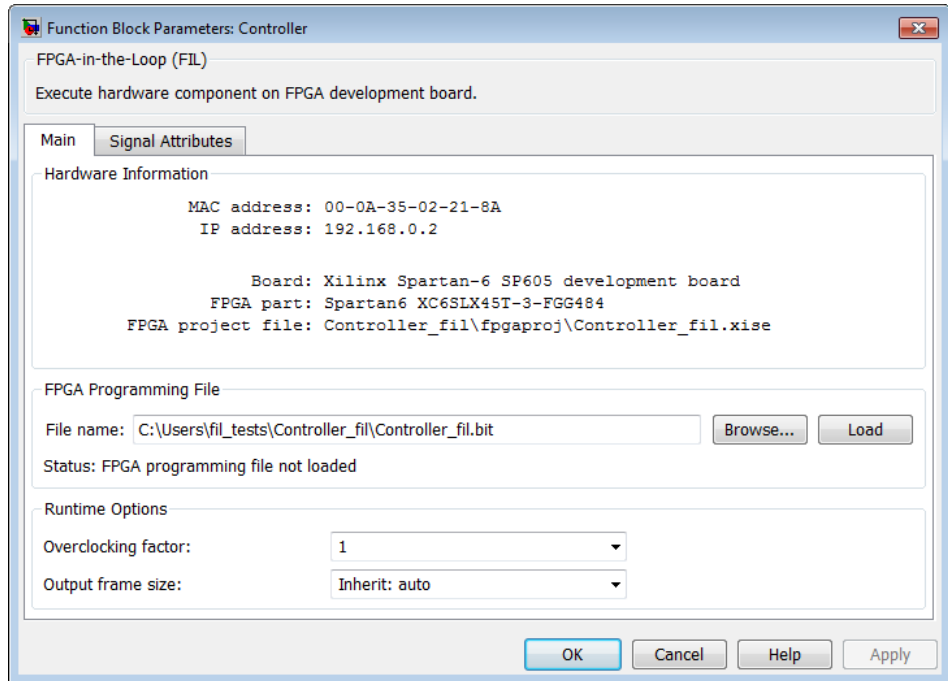 Function Block Parameters: Controller
FPGA-in-the-Loop (FIL)
Execute hardware component on FPGA development board.
Main Signal Attributes
Hardware Information
MAC address: 00-0A-35-02-21-8A
IP address: 192.168.0.2
Board: Xilinx Spartan-6 SP605 development board
FPGA part: Spartan6 XC6SLX45T-3-FGG484
FPGA project file: Controller_fil\fpgaproj\Controller_fil.xise
FPGA Programming File
File name: C:\Users\fil_tests\Controller_fil\Controller_fil.bit Browse... Load
Status: FPGA programming file not loaded
Runtime Options
Overclocking factor: 1
Output frame size: Inherit: auto
OK Cancel Help Apply